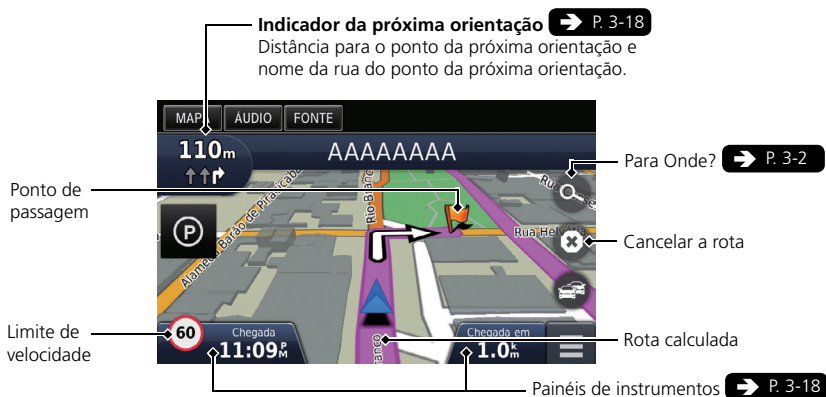 Indicador da próxima orientação P. 3-18
Distância para o ponto da próxima orientação e
nome da rua do ponto da próxima orientação.
MAPA ÁUDIO FONTE
110m
AAAAAAAA
Para Onde? P. 3-2
Ponto de
passagem
P
Alameda Barão de Piracicaba
Rio Branco
Rua Helvétia
Cancelar a rota
Limite de
velocidade
60
Chegada
11:09PM
Chegada em
1.0km
Rota calculada
Painéis de instrumentos P. 3-18